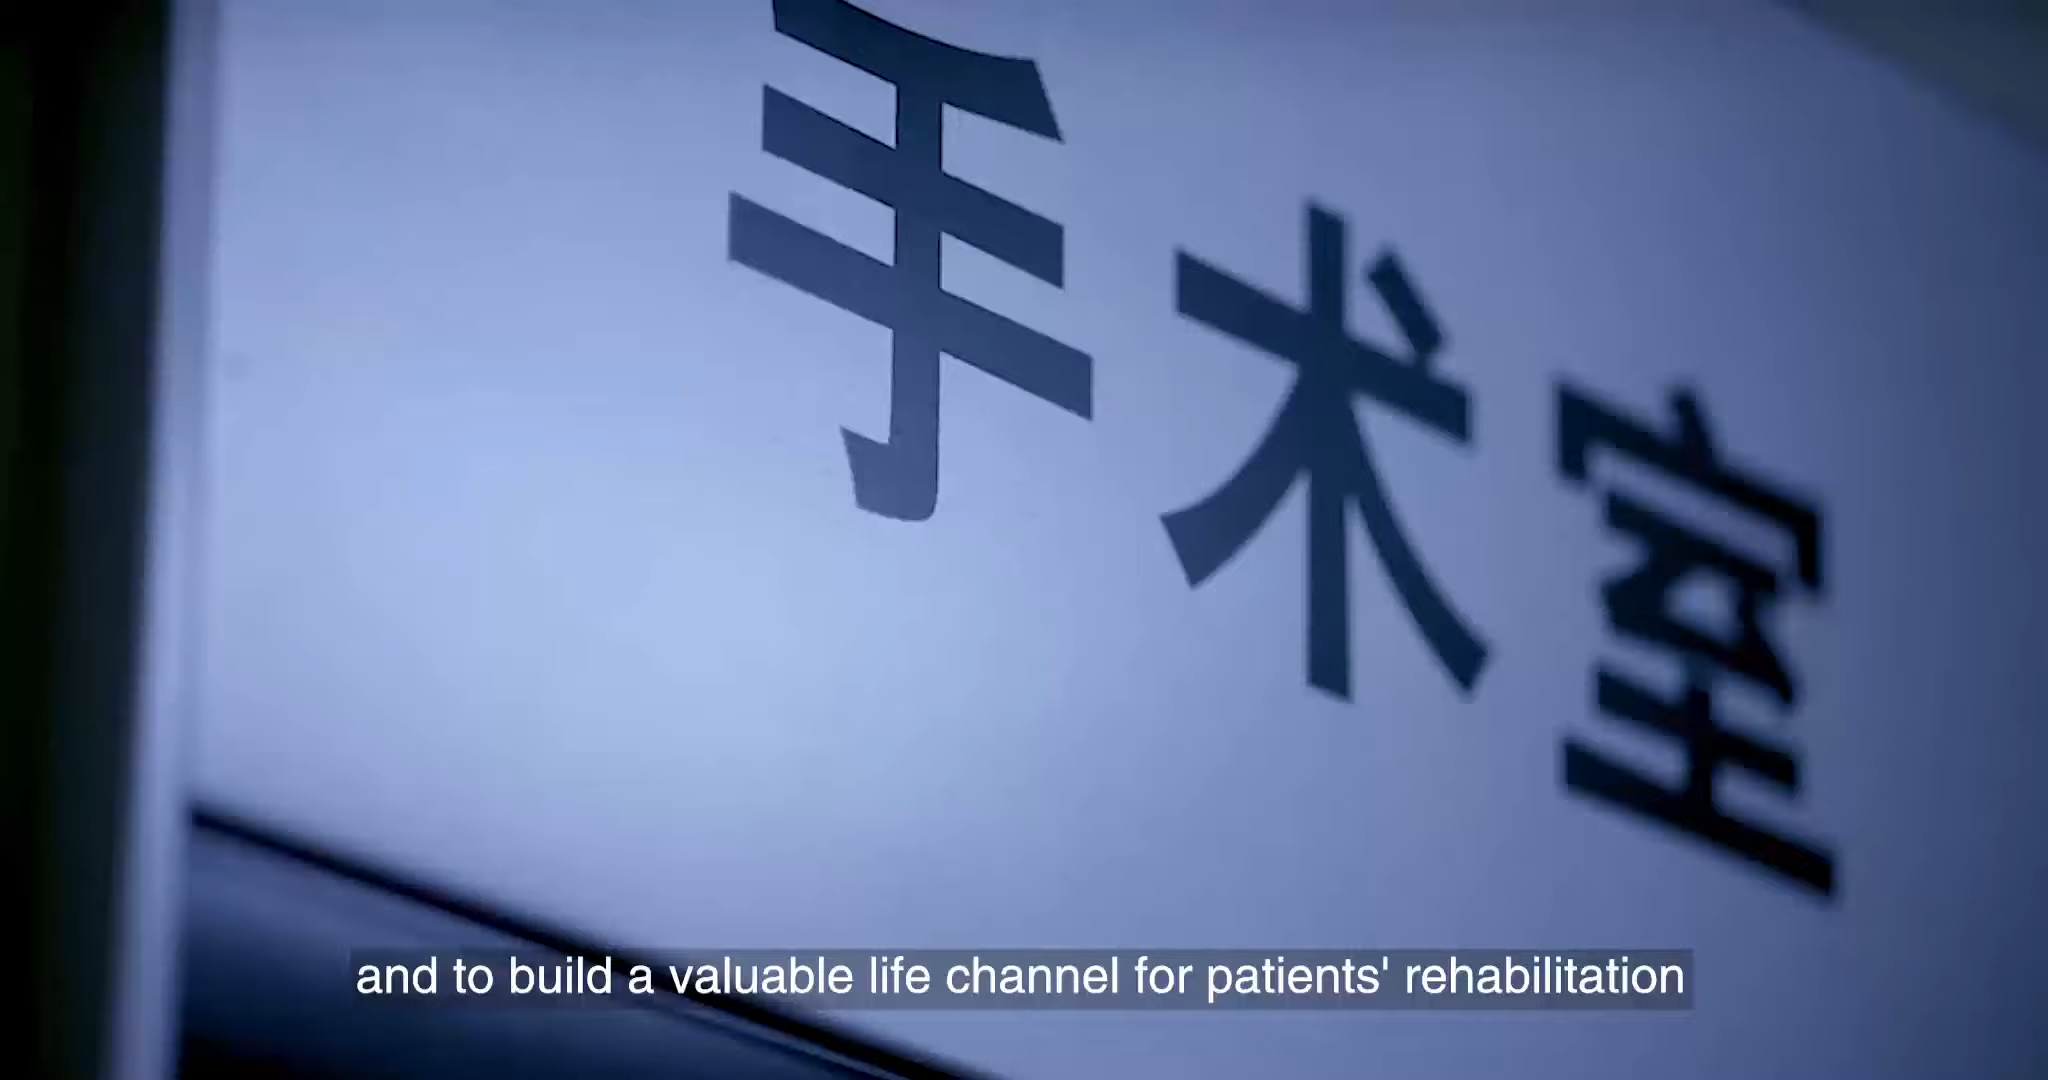 手术室
and to build a valuable life channel for patients' rehabilitation